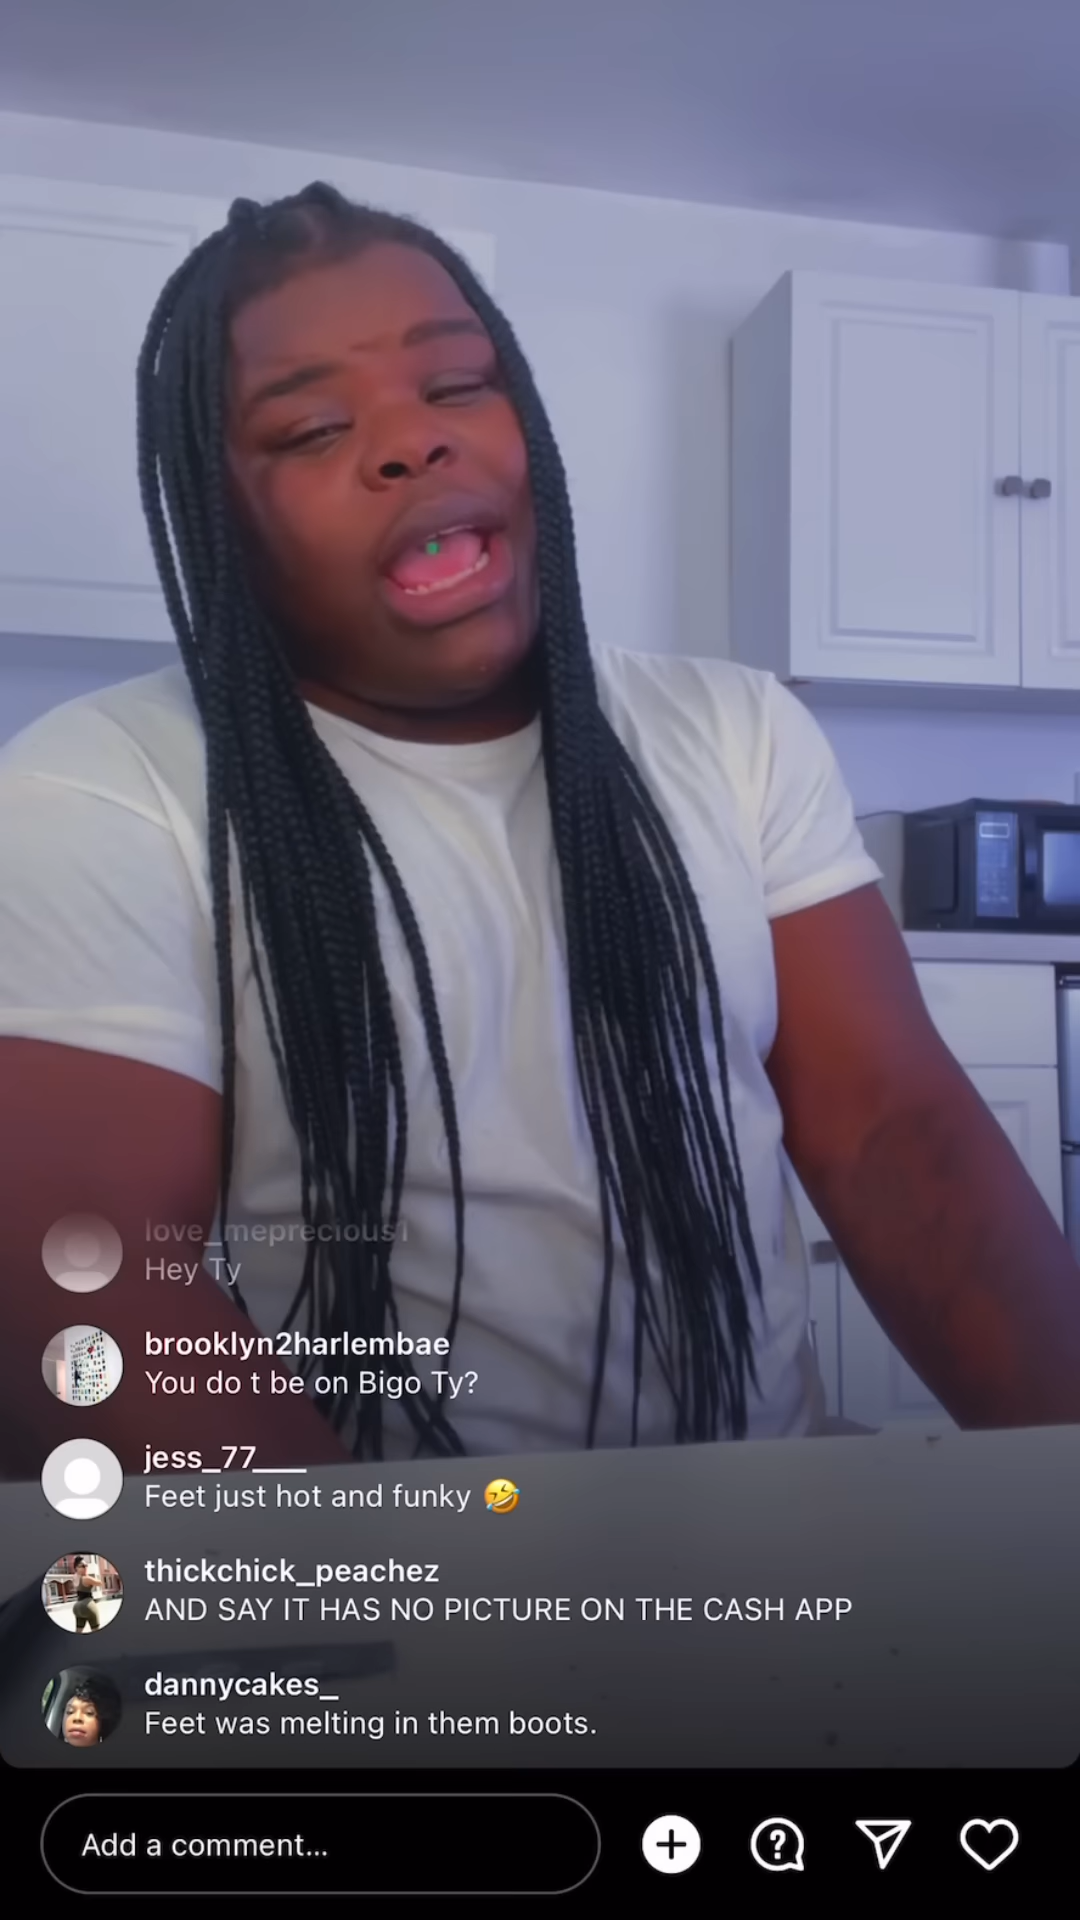 love_meprecious1
Hey Ty
brooklyn2harlembae
You do t be on Bigo Ty?
jess_77___
Feet just hot and funky 🤣
thickchick_peachez
AND SAY IT HAS NO PICTURE ON THE CASH APP
dannycakes_
Feet was melting in them boots.
Add a comment...